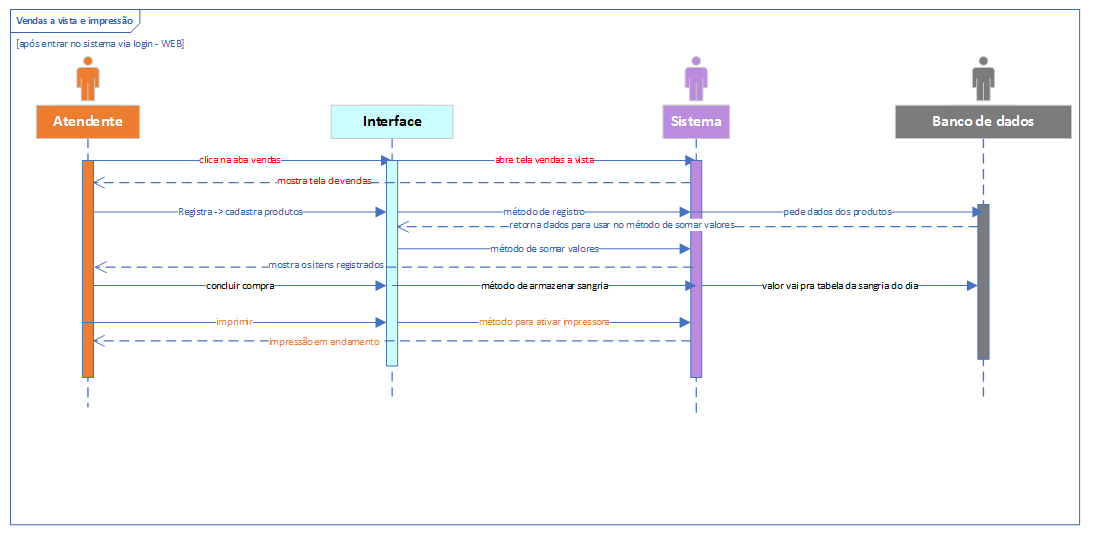 Vendas a vista e impressão
[após entrar no sistema via login - WEB]
Atendente
Interface
Sistema
Banco de dados
clica na aba vendas
abre tela vendas a vista
mostra tela de vendas
Registra -> cadastra produtos
método de registro
pede dados dos produtos
retorna dados para usar no método de somar valores
método de somar valores
mostra os itens registrados
concluir compra
método de armazenar sangria
valor vai pra tabela da sangria do dia
imprimir
método para ativar impressora
impressão em andamento